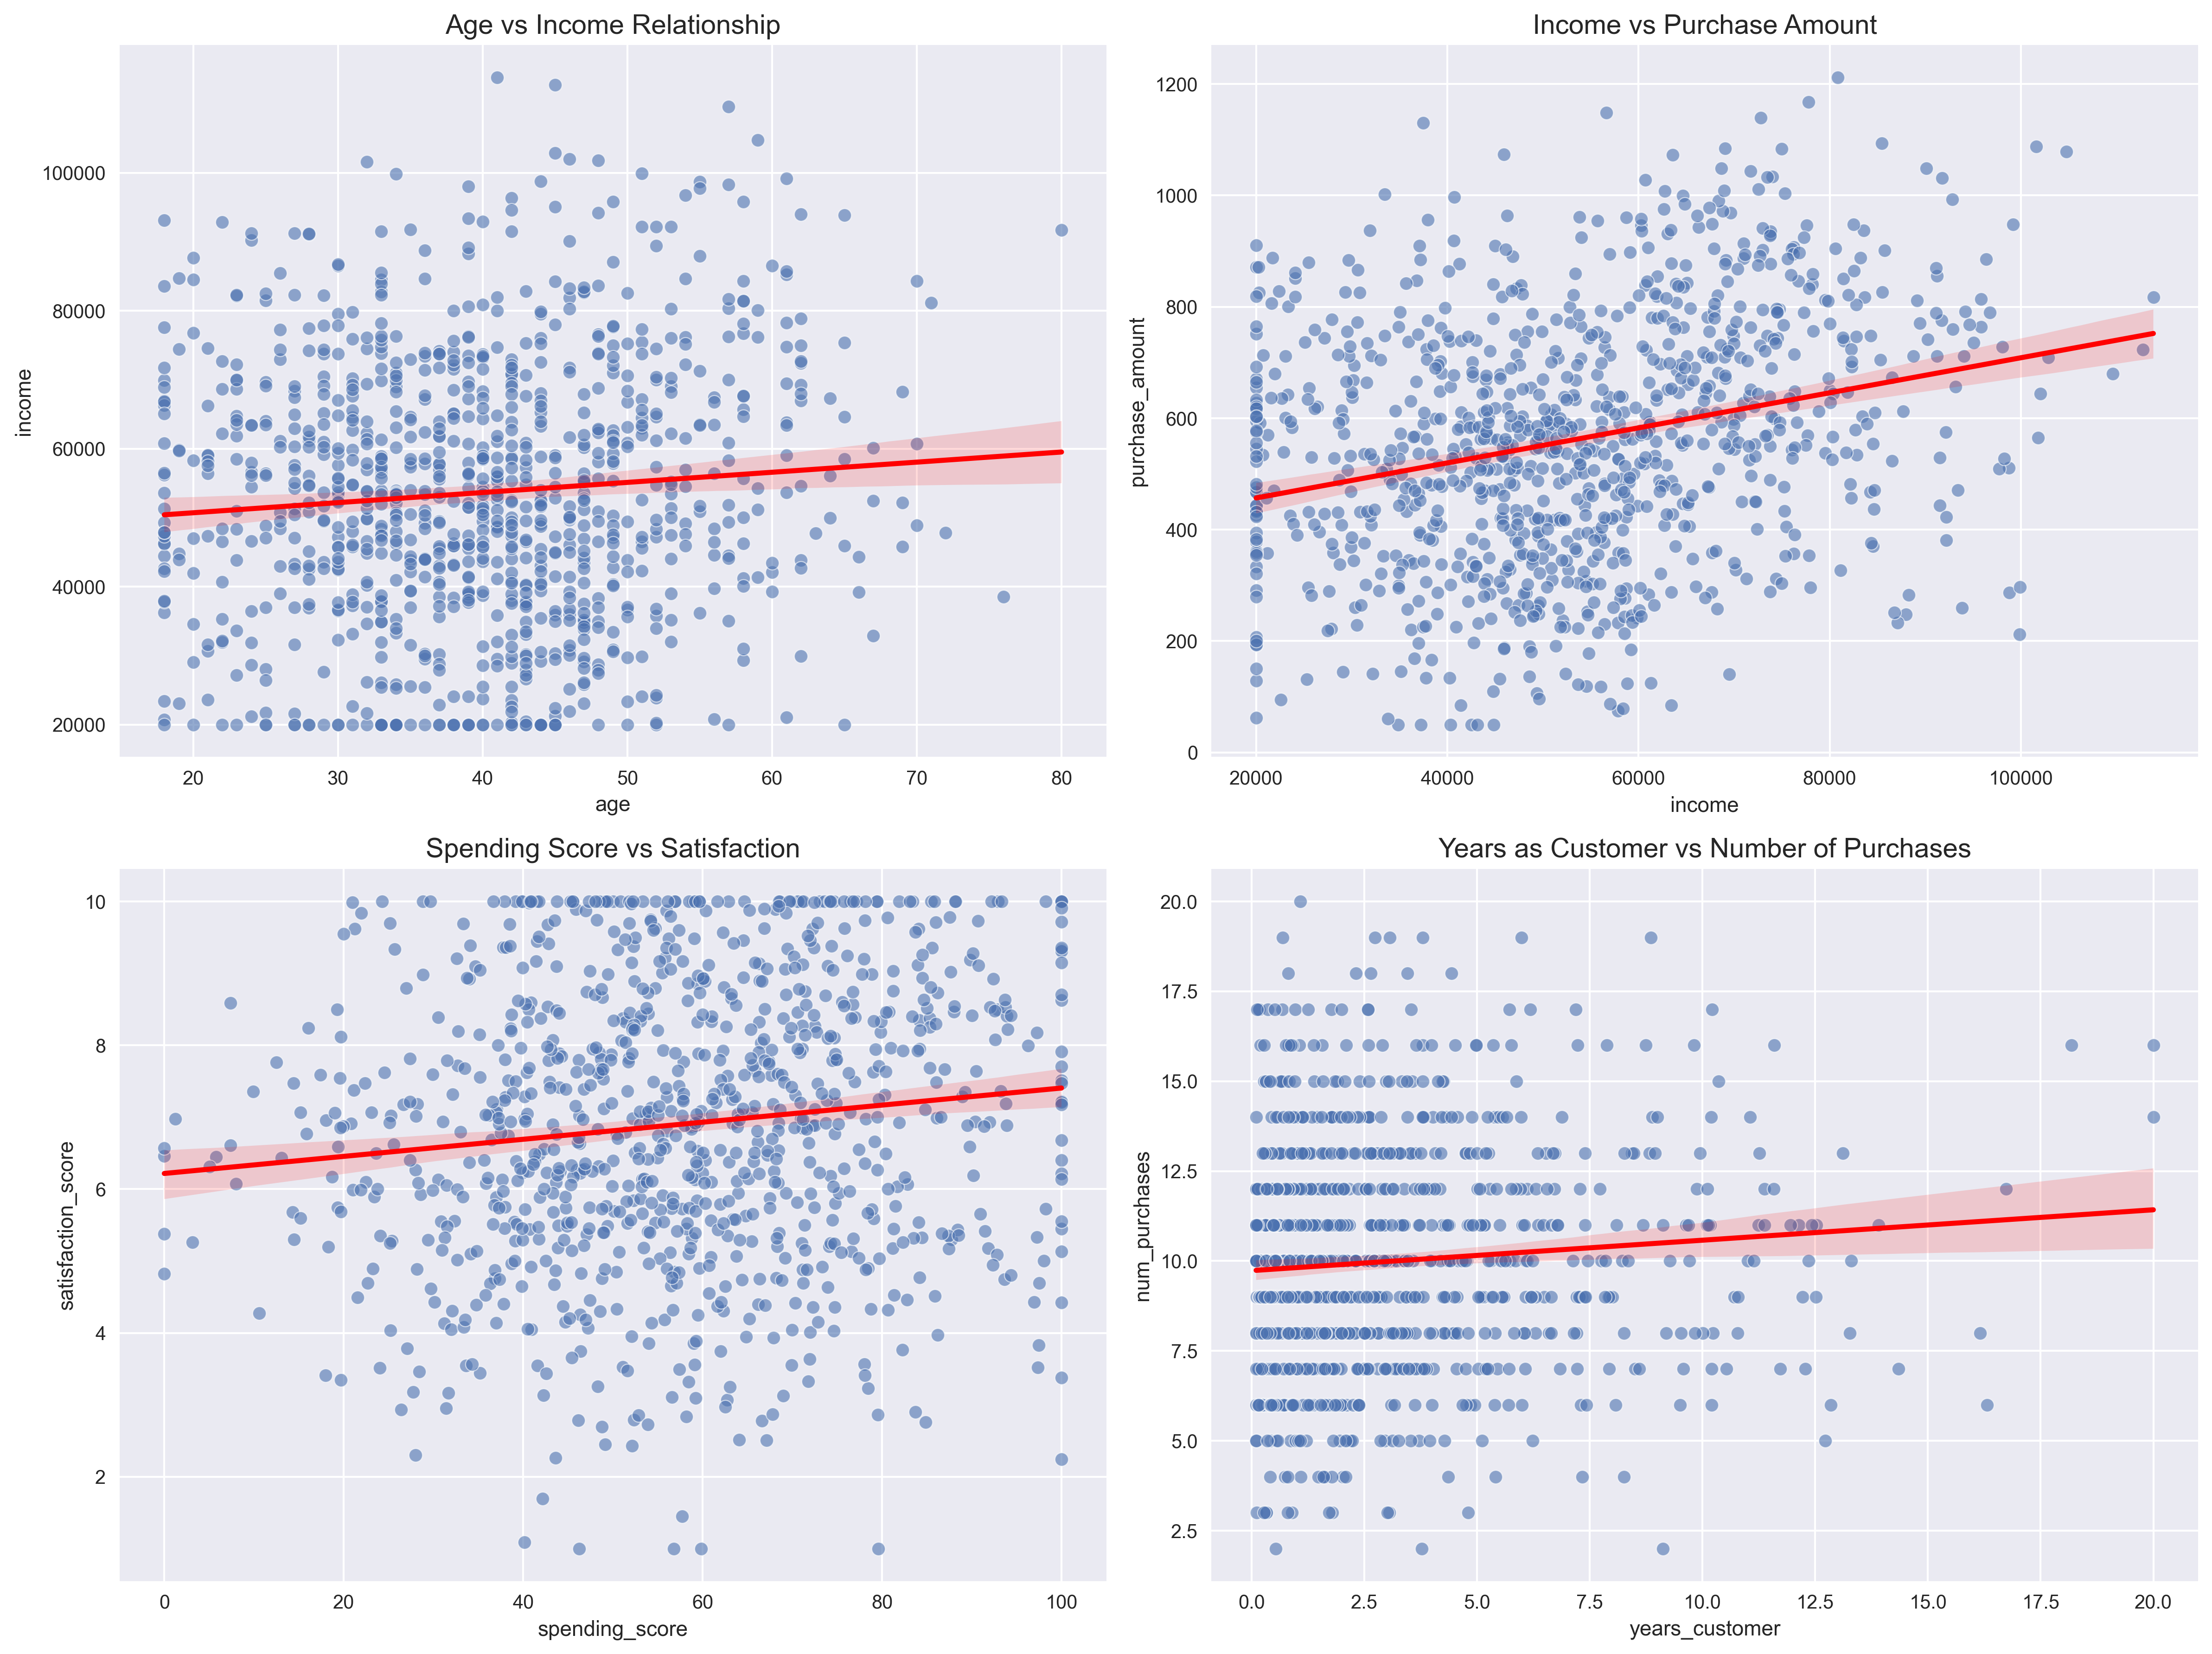 Age vs Income Relationship
100000
80000
60000
40000
20000
income
20 30 40 50 60 70 80
age
Income vs Purchase Amount
1200
1000
800
600
400
200
0
purchase_amount
20000 40000 60000 80000 100000
income
Spending Score vs Satisfaction
10
8
6
4
2
satisfaction_score
0 20 40 60 80 100
spending_score
Years as Customer vs Number of Purchases
20.0
17.5
15.0
12.5
10.0
7.5
5.0
2.5
num_purchases
0.0 2.5 5.0 7.5 10.0 12.5 15.0 17.5 20.0
years_customer